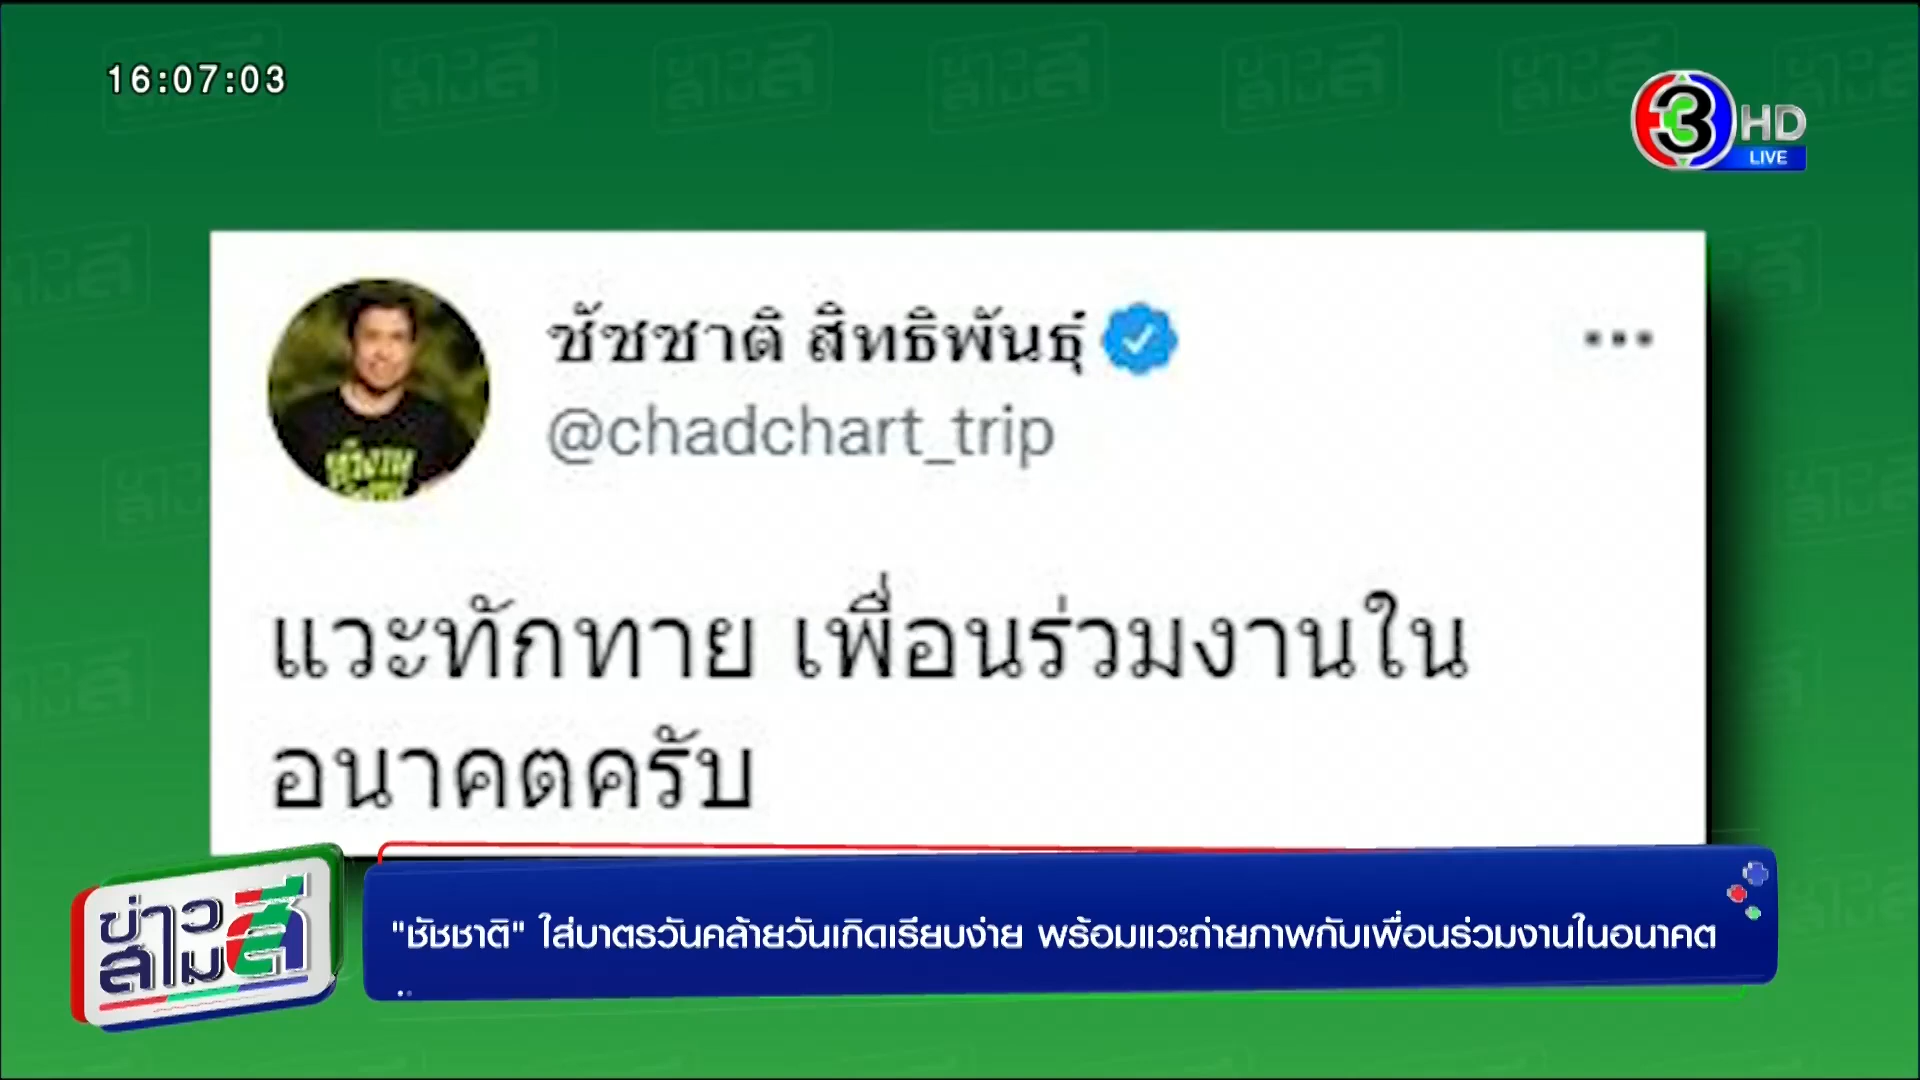 16:07:03
3 HD
LIVE
ชัชชาติ สิทธิพันธุ์
@chadchart_trip
แวะทักทาย เพื่อนร่วมงานใน
อนาคตครับ
ข่าว
สามสี
"ชัชชาติ" ใส่บาตรวันคล้ายวันเกิดเรียบง่าย พร้อมแวะถ่ายภาพกับเพื่อนร่วมงานในอนาคต